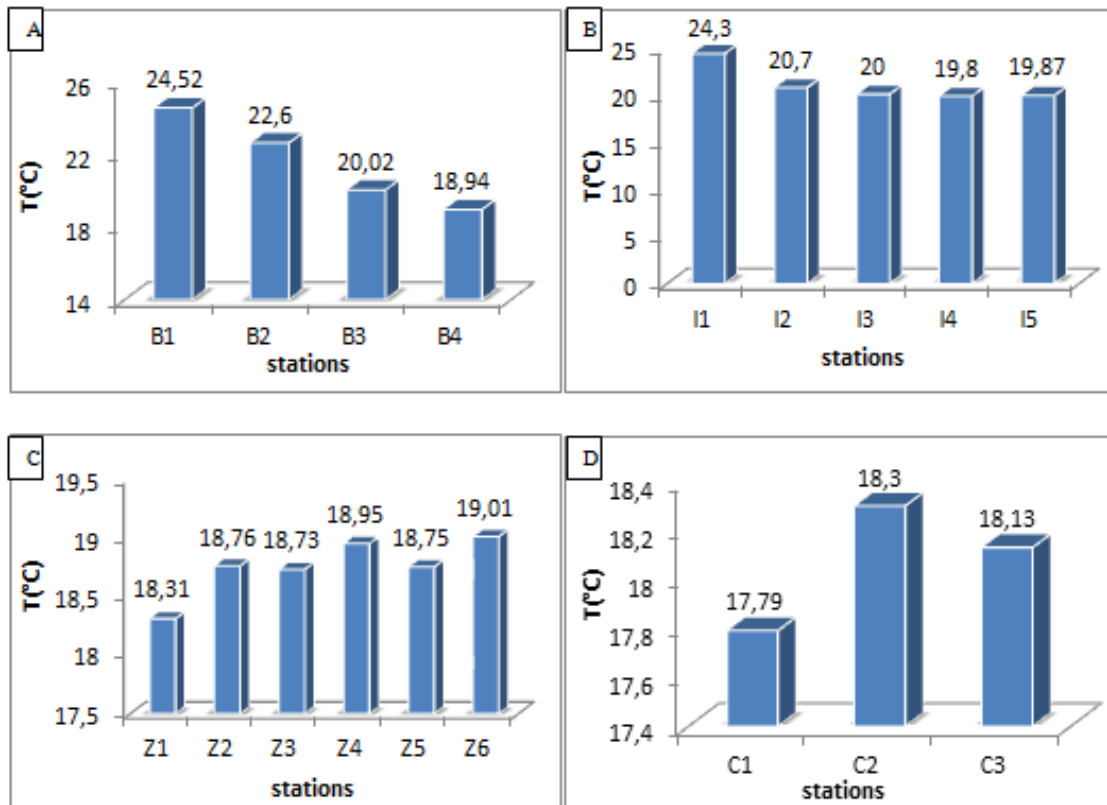 A
24,52
22,6
20,02
18,94
26
22
18
14
T(°C)
B1 B2 B3 B4
stations
B
24,3
20,7
20
19,8
19,87
25
20
15
10
5
0
T(°C)
I1 I2 I3 I4 I5
stations
C
18,31
18,76
18,73
18,95
18,75
19,01
19,5
19
18,5
18
17,5
T(°C)
Z1 Z2 Z3 Z4 Z5 Z6
stations
D
17,79
18,3
18,13
18,4
18,2
18
17,8
17,6
17,4
T(°C)
C1 C2 C3
stations